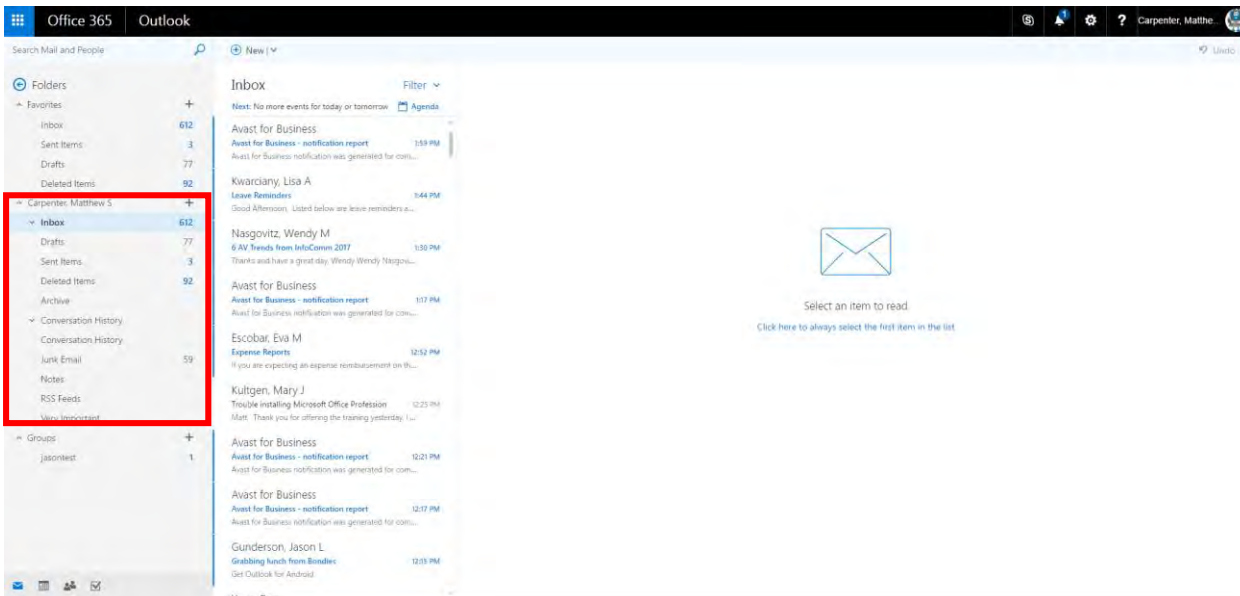 Office 365 Outlook
Carpenter, Matthe...
1
Search Mail and People
New
Undo
Folders
Favorites
Inbox 612
Sent Items 3
Drafts 77
Deleted Items 92
Carpenter, Matthew S
Inbox 612
Drafts 77
Sent Items 3
Deleted Items 92
Archive
Conversation History
Conversation History
Junk Email 59
Notes
RSS Feeds
Very Important
Groups
jasontest 1
Inbox Filter
Next: No more events for today or tomorrow Agenda
Avast for Business
Avast for Business - notification report 1:59 PM
Avast for Business notification was generated for com...
Kwarciany, Lisa A
Leave Reminders 1:44 PM
Good Afternoon, Listed below are leave reminders a...
Nasgovitz, Wendy M
6 AV Trends from InfoComm 2017 1:30 PM
Thanks and have a great day, Wendy Wendy Nasgov...
Avast for Business
Avast for Business - notification report 1:17 PM
Avast for Business notification was generated for com...
Escobar, Eva M
Expense Reports 12:52 PM
If you are expecting an expense reimbursement on th...
Kultgen, Mary J
Trouble installing Microsoft Office Profession 12:25 PM
Matt Thank you for offering the training yesterday. I...
Avast for Business
Avast for Business - notification report 12:21 PM
Avast for Business notification was generated for com...
Avast for Business
Avast for Business - notification report 12:17 PM
Avast for Business notification was generated for com...
Gunderson, Jason L
Grabbing lunch from Bondies 12:15 PM
Get Outlook for Android
Select an item to read
Click here to always select the first item in the list